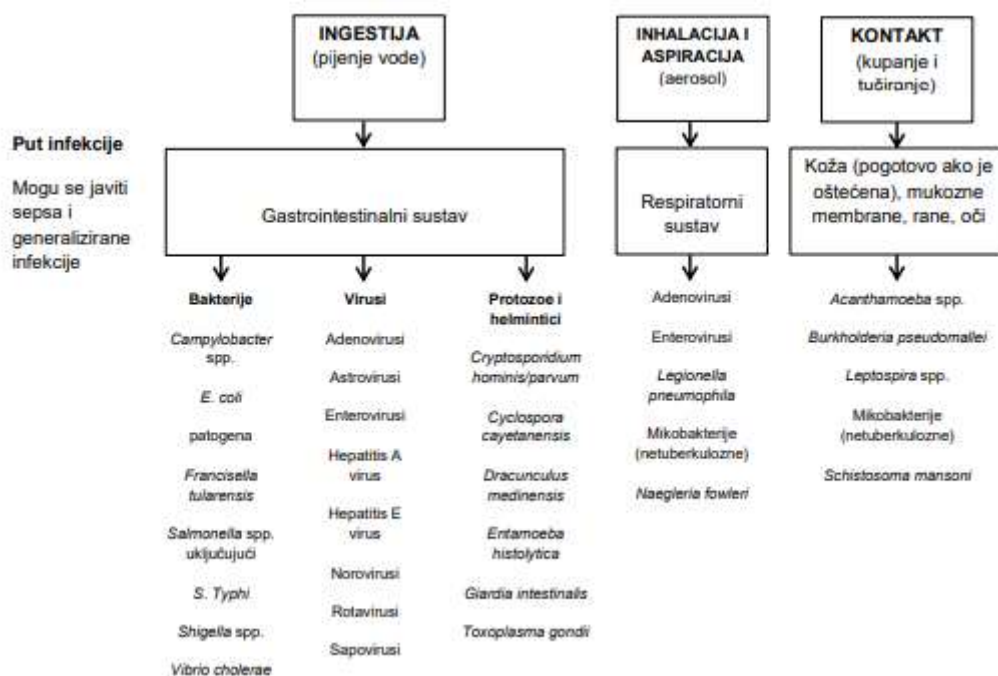 INGESTIJA
(pijenje vode)
INHALACIJA I
ASPIRACIJA
(aerosol)
KONTAKT
(kupanje i
tuširanje)
Put infekcije
Mogu se javiti
sepsa i
generalizirane
infekcije
Gastrointestinalni sustav
Respiratorni
sustav
Koža (pogotovo ako je
oštećena), mukozne
membrane, rane, oči
Bakterije
Campylobacter
spp.
E. coli
patogena
Francisella
tularensis
Salmonella spp.
uključujući
S. Typhi
Shigella spp.
Vibrio cholerae
Virusi
Adenovirusi
Astrovirusi
Enterovirusi
Hepatitis A
virus
Hepatitis E
virus
Norovirusi
Rotavirusi
Sapovirusi
Protozoe i
helmintici
Cryptosporidium
hominis/parvum
Cyclospora
cayetanensis
Dracunculus
medinensis
Entamoeba
histolytica
Giardia intestinalis
Toxoplasma gondii
Adenovirusi
Enterovirusi
Legionella
pneumophila
Mikobakterije
(netuberkulozne)
Naegleria fowleri
Acanthamoeba spp.
Burkholderia pseudomallei
Leptospira spp.
Mikobakterije
(netuberkulozne)
Schistosoma mansoni